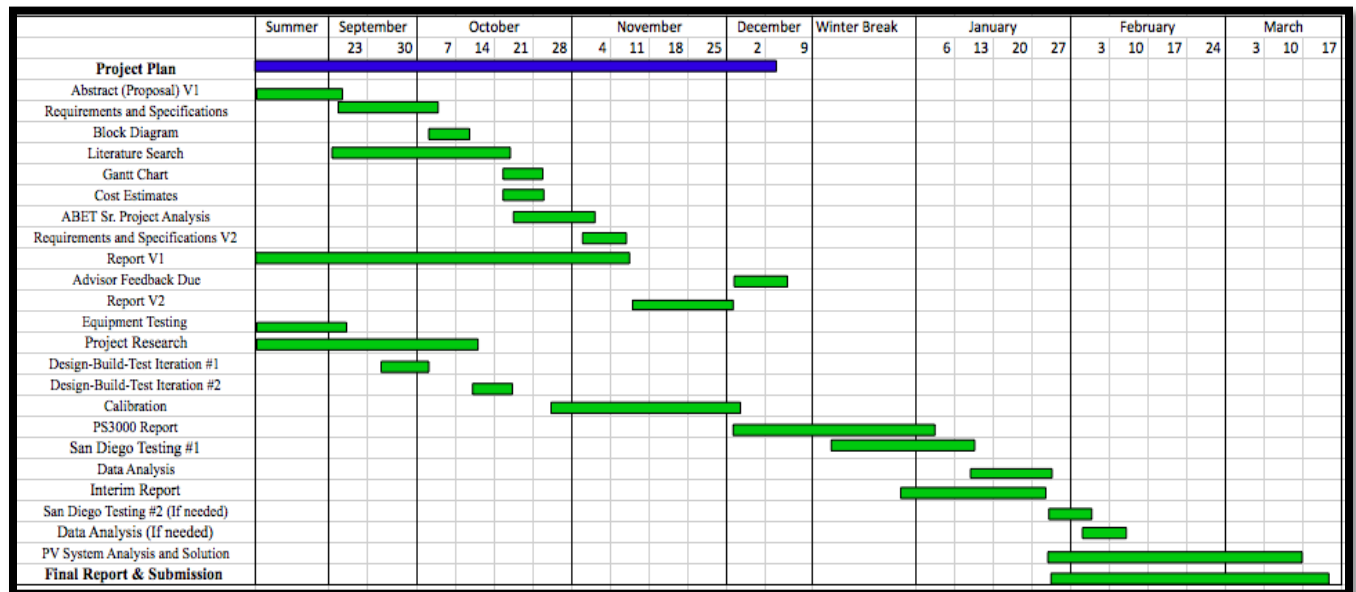 Summer September October November December Winter Break January February March
23 30 7 14 21 28 4 11 18 25 2 9 6 13 20 27 3 10 17 24 3 10 17
Project Plan
Abstract (Proposal) V1
Requirements and Specifications
Block Diagram
Literature Search
Gantt Chart
Cost Estimates
ABET Sr. Project Analysis
Requirements and Specifications V2
Report V1
Advisor Feedback Due
Report V2
Equipment Testing
Project Research
Design-Build-Test Iteration #1
Design-Build-Test Iteration #2
Calibration
PS3000 Report
San Diego Testing #1
Data Analysis
Interim Report
San Diego Testing #2 (If needed)
Data Analysis (If needed)
PV System Analysis and Solution
Final Report & Submission